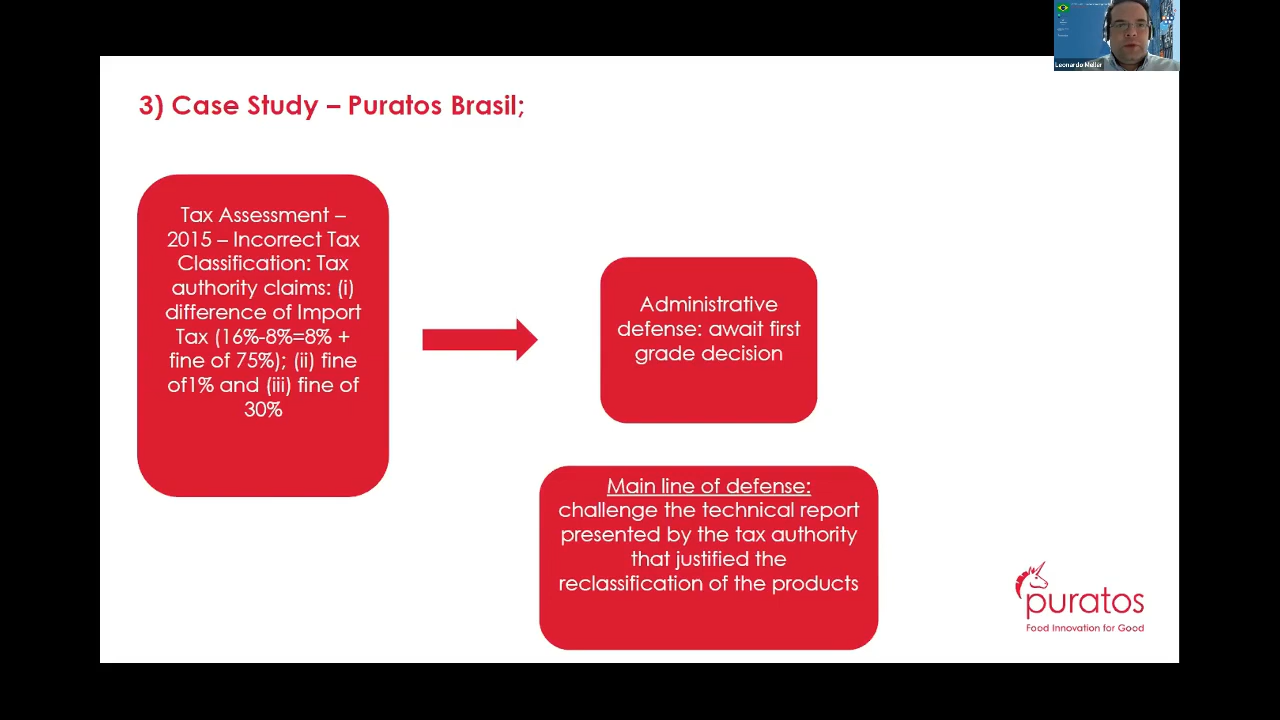 Leonardo Meller
3) Case Study – Puratos Brasil;
Tax Assessment –
2015 – Incorrect Tax
Classification: Tax
authority claims: (i)
difference of Import
Tax (16%-8%=8% +
fine of 75%); (ii) fine
of1% and (iii) fine of
30%
Administrative
defense: await first
grade decision
Main line of defense:
challenge the technical report
presented by the tax authority
that justified the
reclassification of the products
puratos
Food Innovation for Good